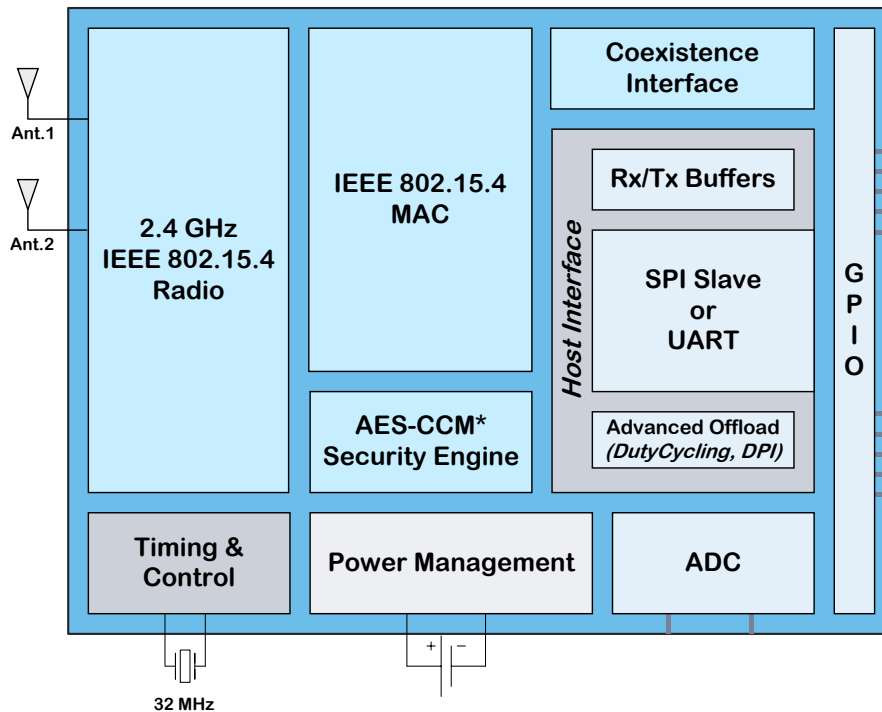 Ant.1
Ant.2
2.4 GHz
IEEE 802.15.4
Radio
IEEE 802.15.4
MAC
AES-CCM*
Security Engine
Coexistence
Interface
Host Interface
Rx/Tx Buffers
SPI Slave
or
UART
Advanced Offload
(DutyCycling, DPI)
G
P
I
O
Timing &
Control
Power Management
ADC
+ −
32 MHz